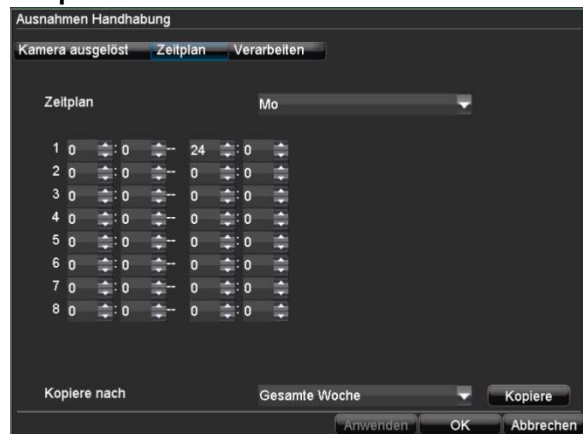 Ausnahmen Handhabung
Kamera ausgelöst Zeitplan Verarbeiten
Zeitplan Mo
1 0 : 0 -- 24 : 0
2 0 : 0 -- 0 : 0
3 0 : 0 -- 0 : 0
4 0 : 0 -- 0 : 0
5 0 : 0 -- 0 : 0
6 0 : 0 -- 0 : 0
7 0 : 0 -- 0 : 0
8 0 : 0 -- 0 : 0
Kopiere nach Gesamte Woche Kopiere
Anwenden OK Abbrechen